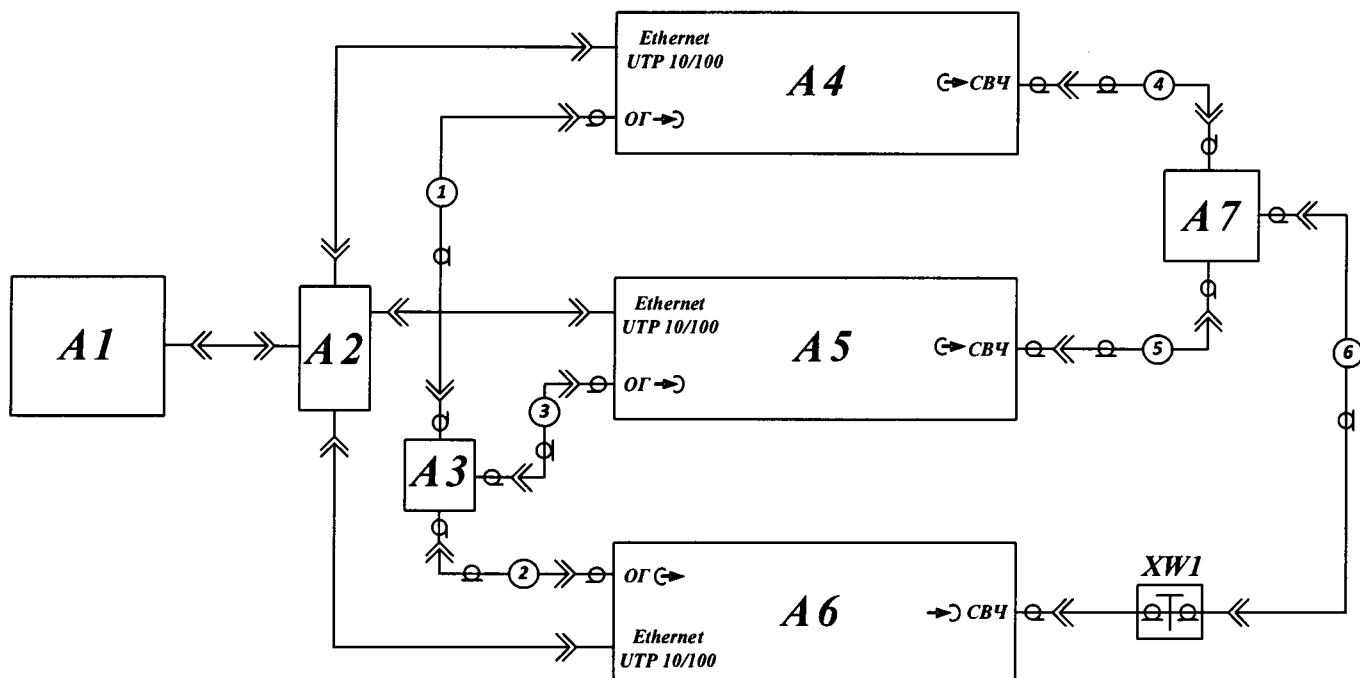 Ethernet
UTP 10/100
A4
СВЧ
4
ОГ
1
A7
Ethernet
UTP 10/100
A1
A2
A5
СВЧ
5
6
ОГ
3
A3
XW1
ОГ
2
A6
СВЧ
Ethernet
UTP 10/100